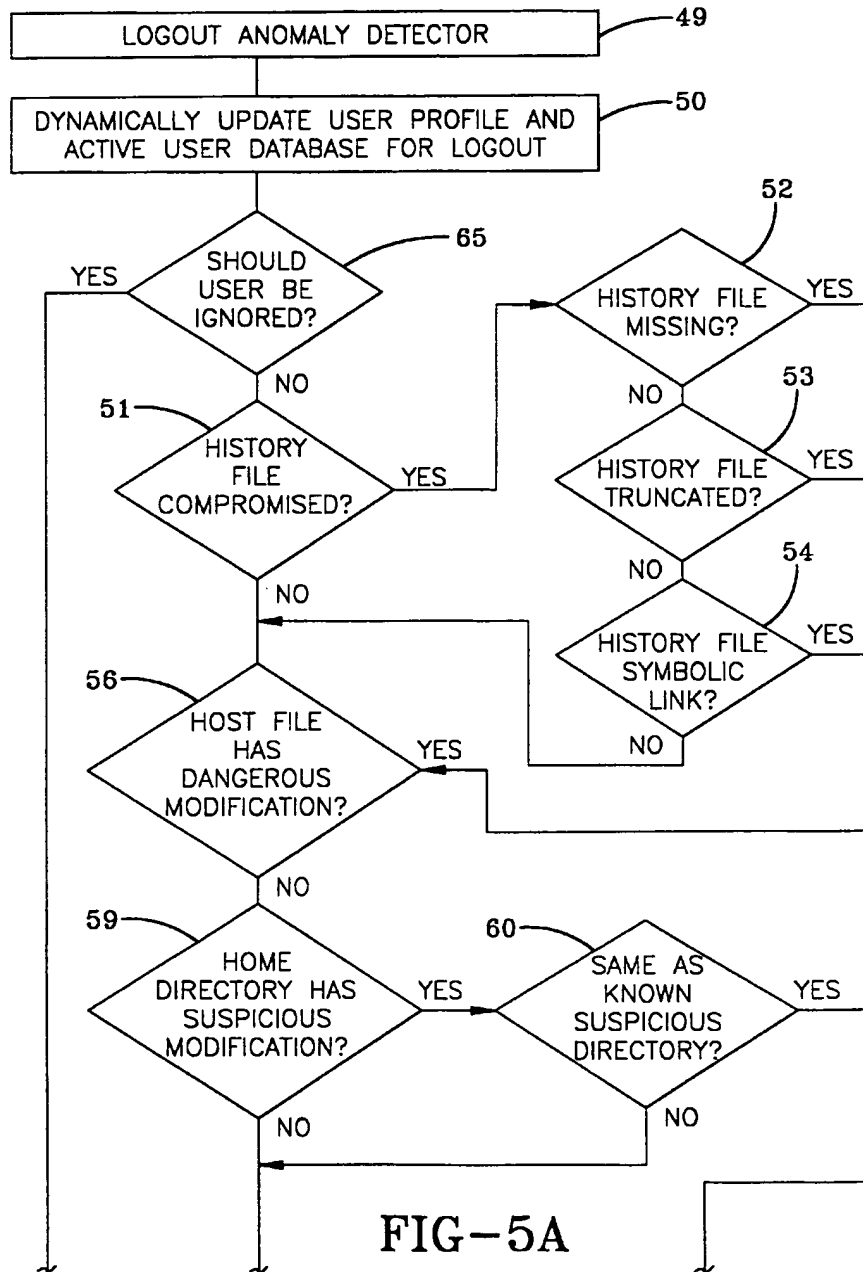 LOGOUT ANOMALY DETECTOR
49
DYNAMICALLY UPDATE USER PROFILE AND
ACTIVE USER DATABASE FOR LOGOUT
50
65
SHOULD
USER BE
IGNORED?
YES
NO
51
HISTORY
FILE
COMPROMISED?
YES
NO
52
HISTORY FILE
MISSING?
YES
NO
53
HISTORY FILE
TRUNCATED?
YES
NO
54
HISTORY FILE
SYMBOLIC
LINK?
YES
NO
56
HOST FILE
HAS
DANGEROUS
MODIFICATION?
YES
NO
59
HOME
DIRECTORY HAS
SUSPICIOUS
MODIFICATION?
YES
NO
60
SAME AS
KNOWN
SUSPICIOUS
DIRECTORY?
YES
NO
FIG-5A